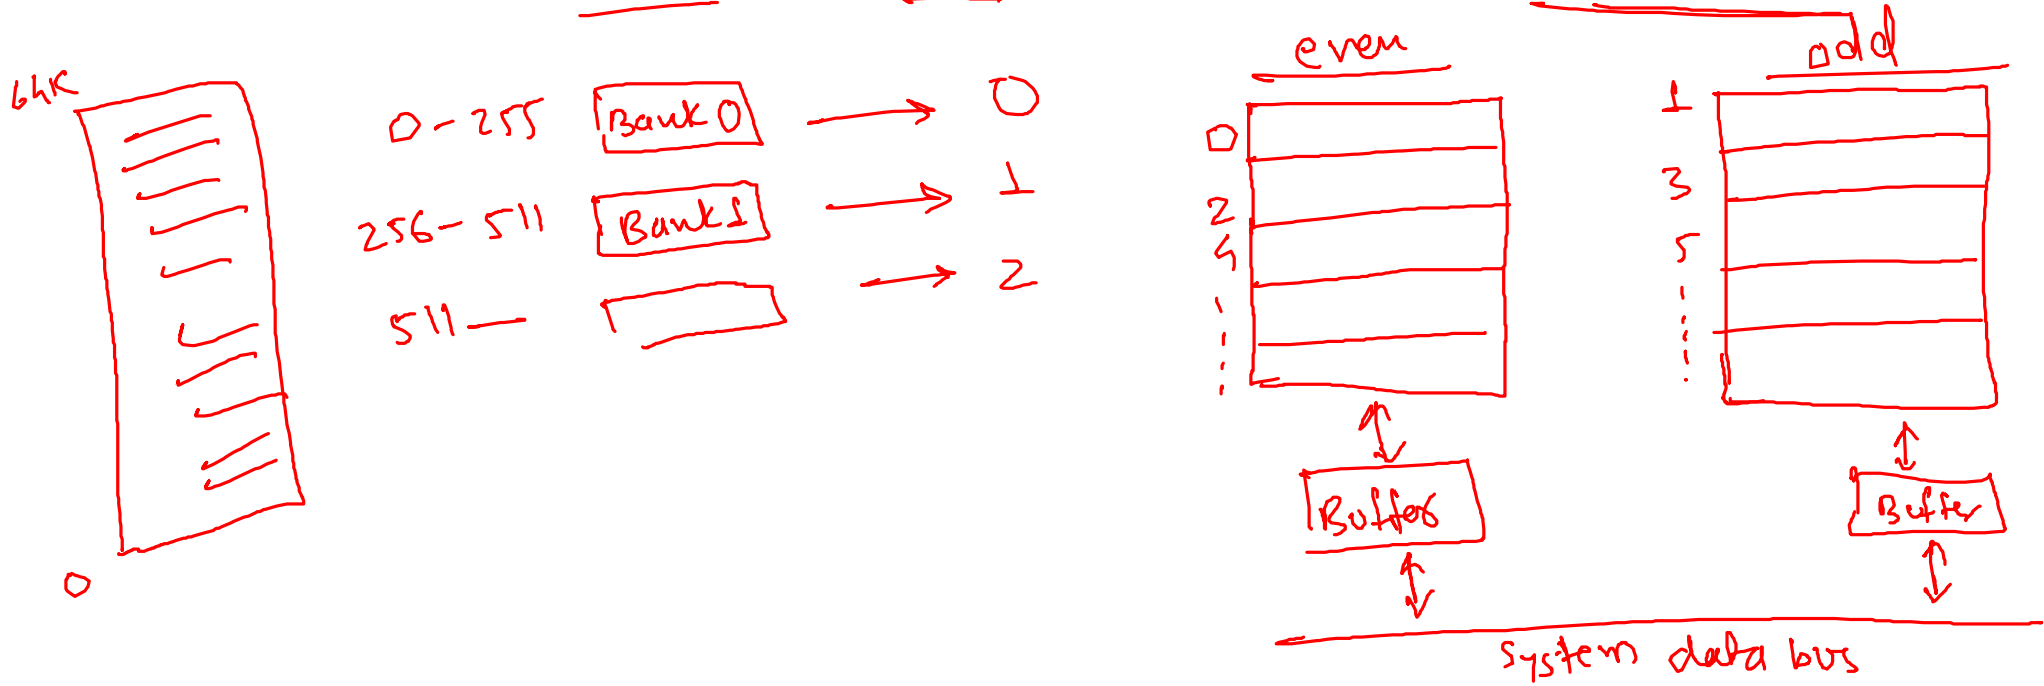 64K
0
0-255 Bank 0 0
256-511 Bank 1 1
511- 2
even
0
2
4
Buffer
odd
1
3
5
Buffer
system data bus